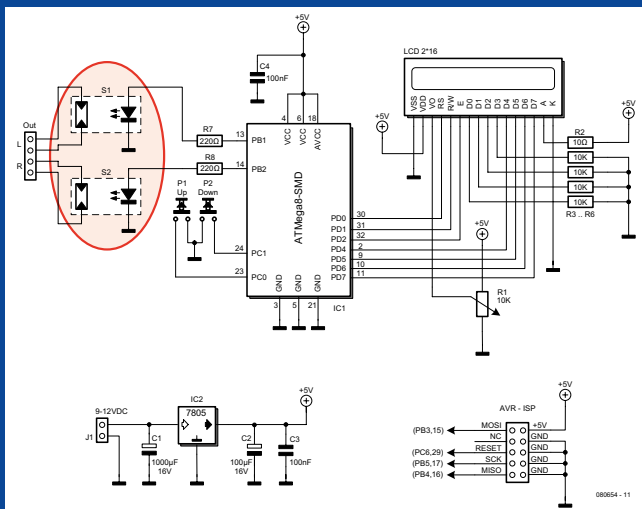 +5V
C4
100nF
LCD 2*16
VSS
VDD
VO
RS
R/W
E
D0
D1
D2
D3
D4
D5
D6
D7
A
K
+5V
+5V
S1
Out
L
R
S2
R7
220Ω
R8
220Ω
13
PB1
14
PB2
4
6
18
VCC
VCC
AVCC
ATMega8-SMD
P1
Up
P2
Down
24
PC1
23
PC0
PD0
30
PD1
31
PD2
32
PD4
2
PD5
9
PD6
10
PD7
11
GND
GND
GND
3
5
21
IC1
R2
10Ω
10K
10K
10K
10K
R3 .. R6
+5V
R1
10K
9-12VDC
J1
C1
1000µF
16V
IC2
7805
C2
100µF
16V
C3
100nF
+5V
AVR - ISP
+5V
(PB3,15)
MOSI
+5V
NC
GND
(PC6,29)
RESET
GND
(PB5,17)
SCK
GND
(PB4,16)
MISO
GND
080654 - 11